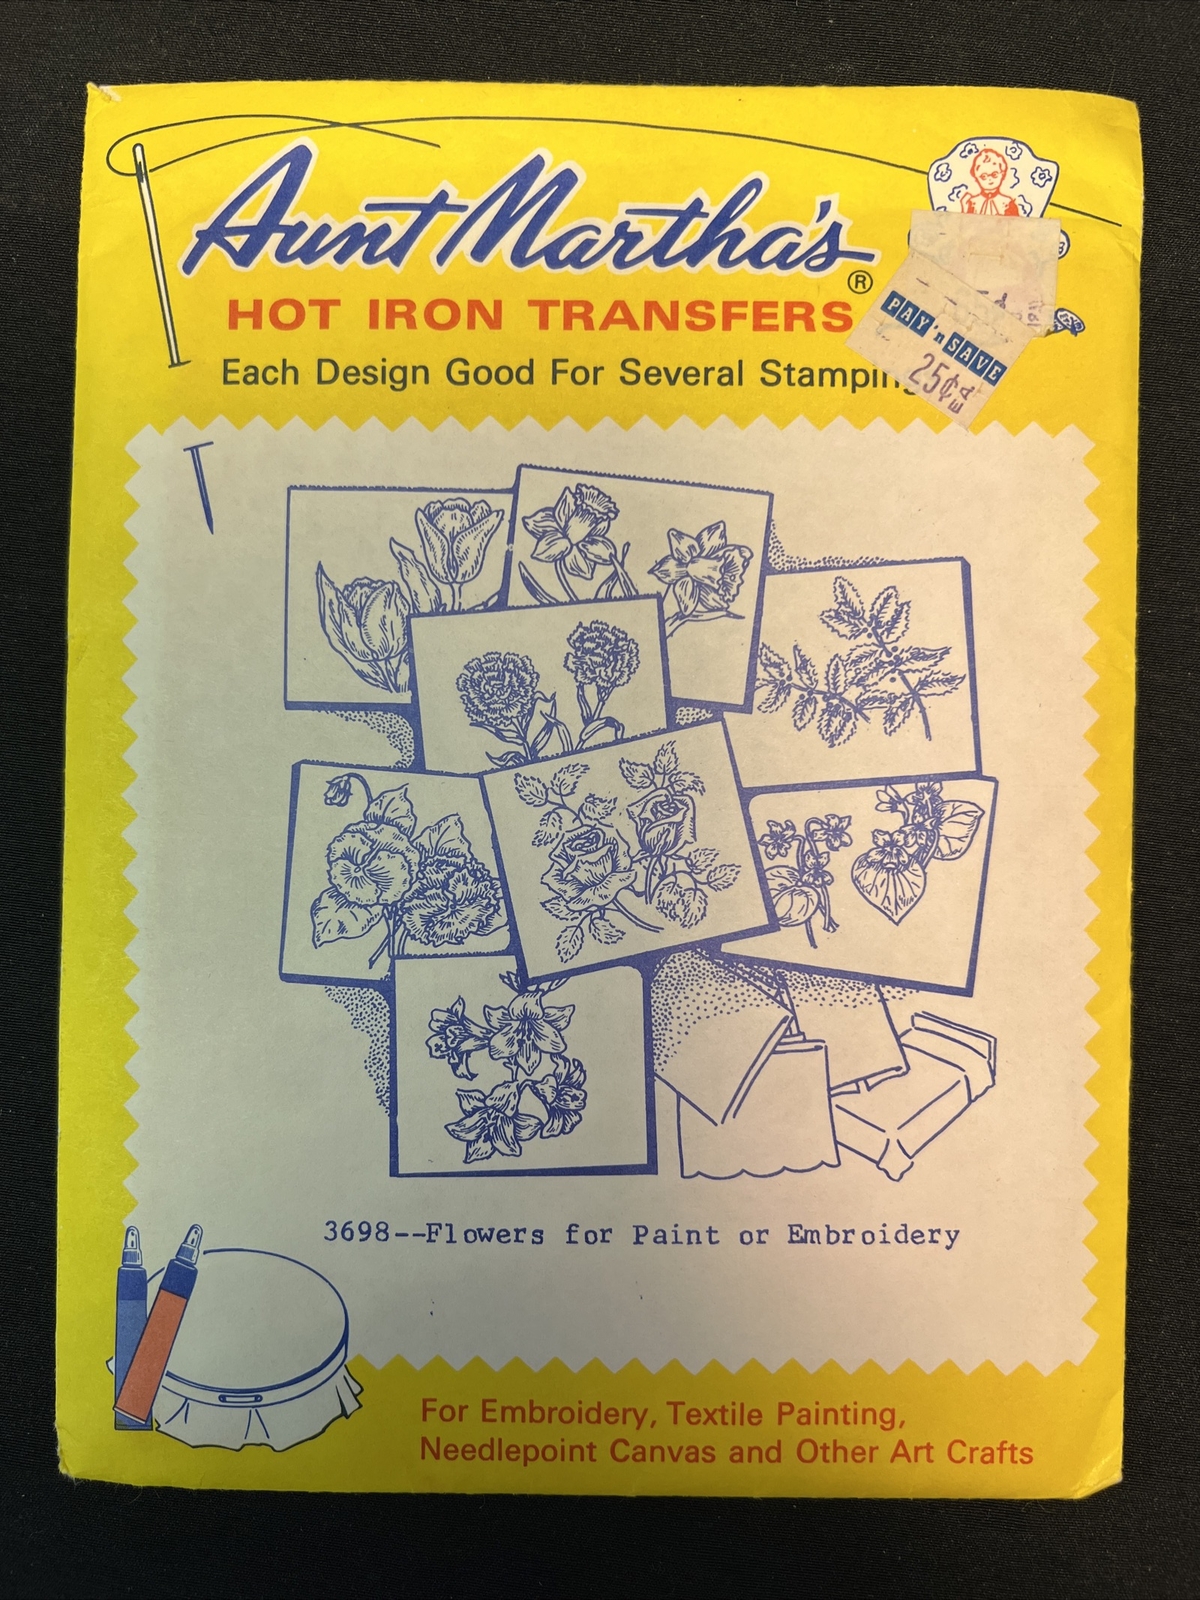 Aunt Martha's®
HOT IRON TRANSFERS
Each Design Good For Several
PAY 'n SAVE
25¢
3698--Flowers for Paint or Embroidery
For Embroidery, Textile Painting,
Needlepoint Canvas and Other Art Crafts